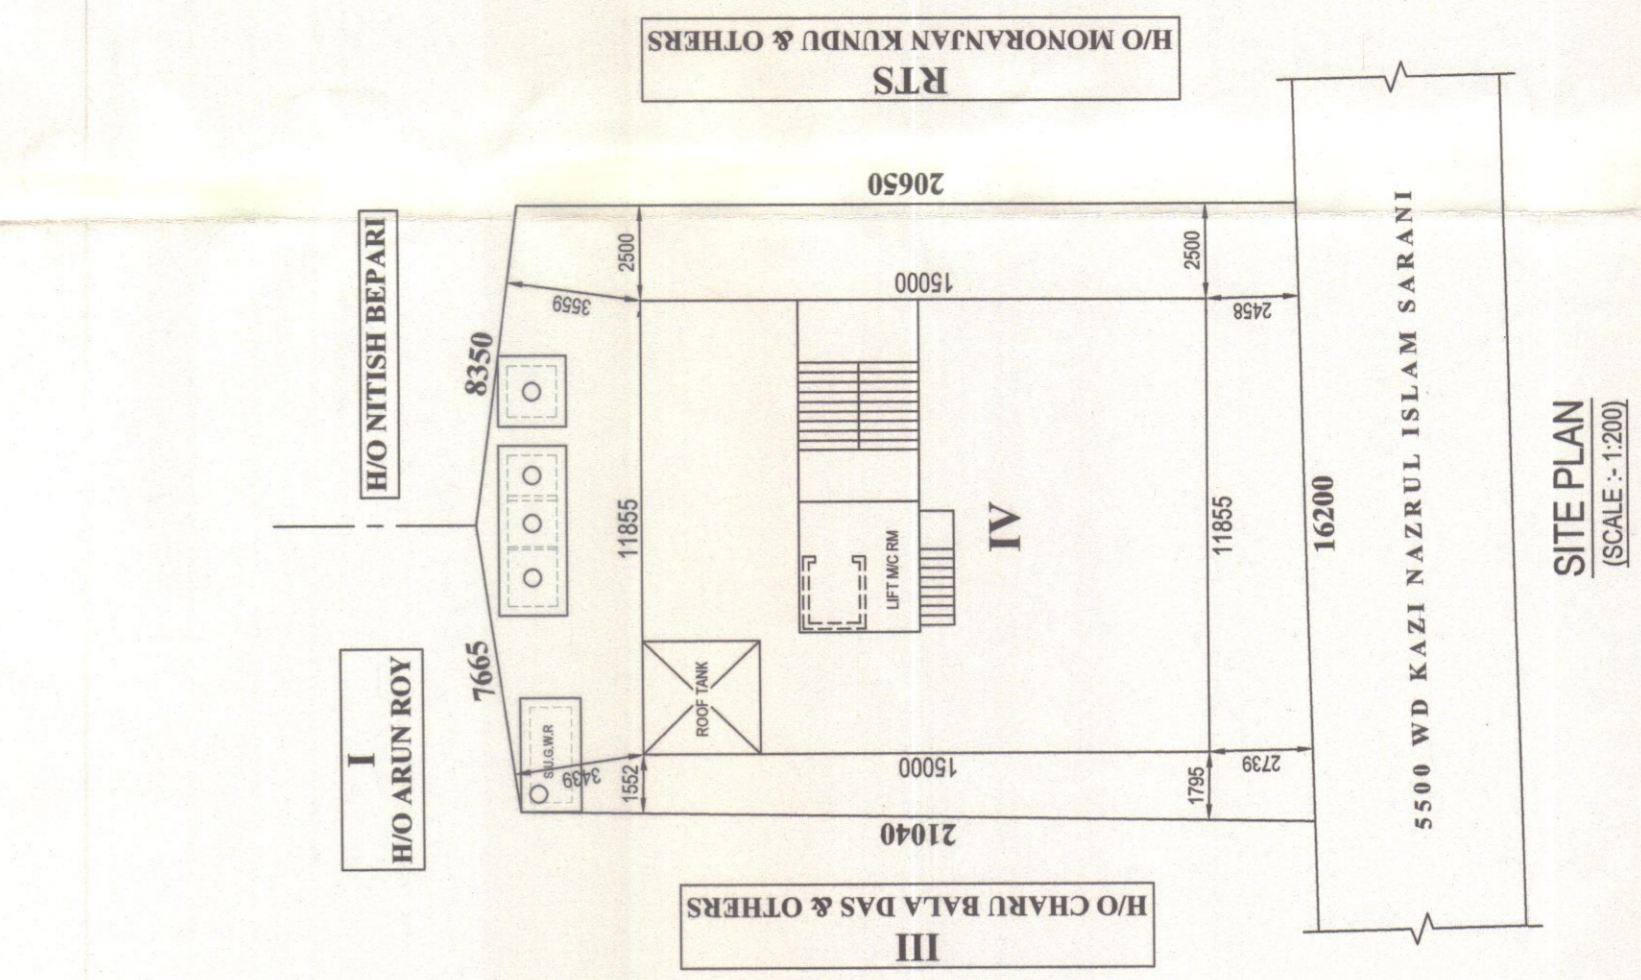 H/O MONORANJAN KUNDU & OTHERS
RTS
20650
H/O NITISH BEPARI
8350
2500
2500
3559
15000
2458
I
H/O ARUN ROY
7665
11855
11855
16200
IV
LIFT M/C RM
ROOF TANK
S.U.G.W.R
3439
1552
15000
1795
2739
21040
H/O CHARU BALA DAS & OTHERS
III
5500 WD KAZI NAZRUL ISLAM SARANI
SITE PLAN
(SCALE :- 1:200)